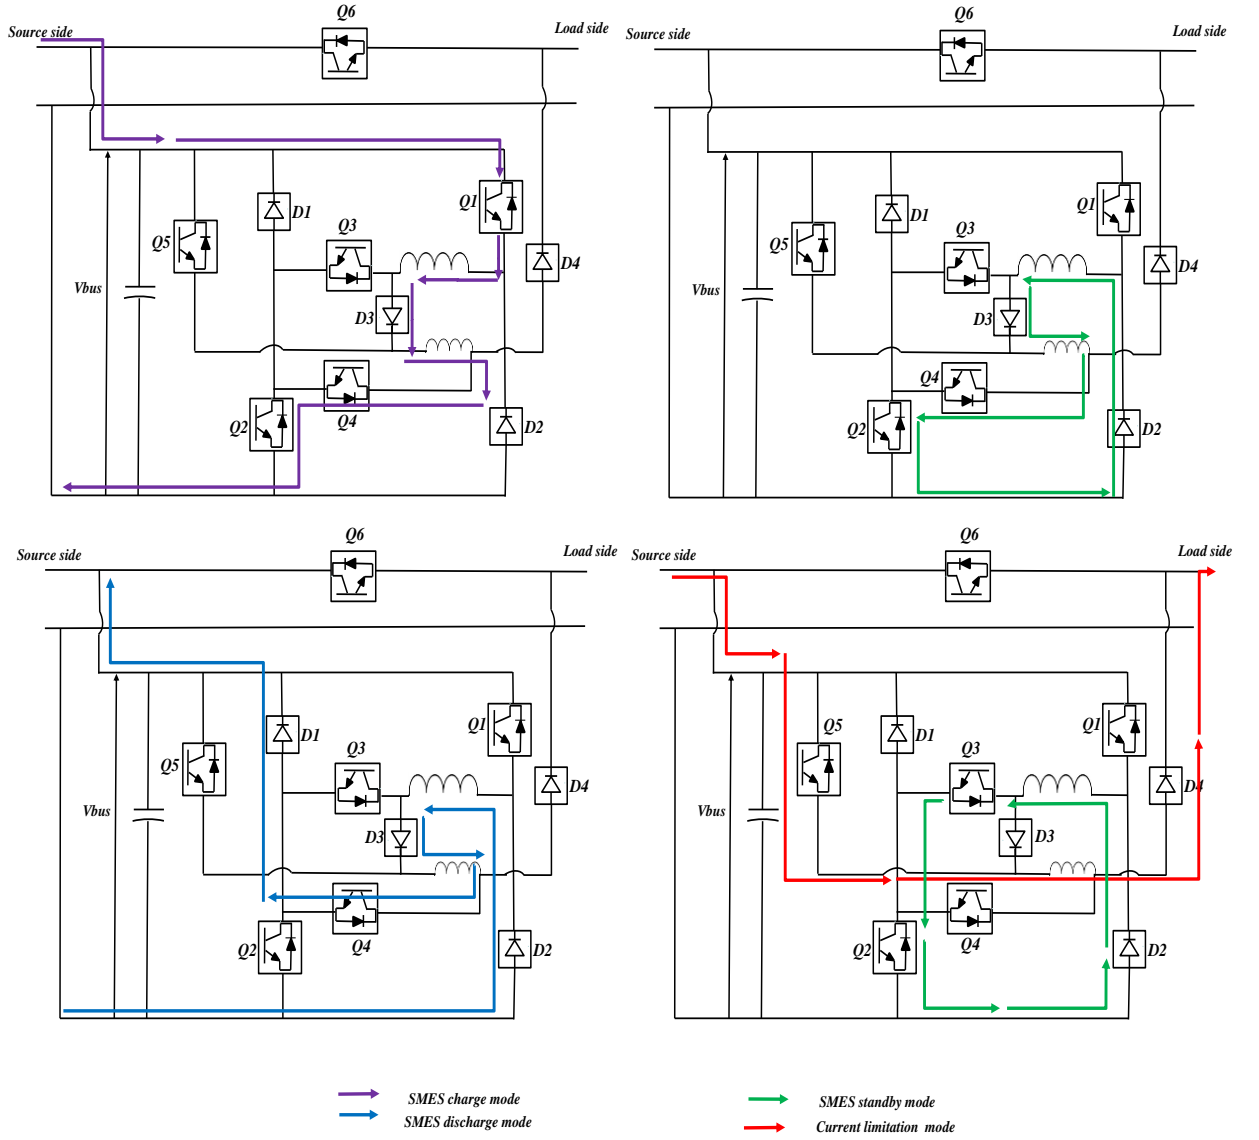 Q6
Source side
Load side
Q1
D1
Q3
Q5
D4
Vbus
D3
Q4
Q2
D2
Q6
Source side
Load side
Q1
D1
Q3
Q5
D4
Vbus
D3
Q4
Q2
D2
Q6
Source side
Load side
Q1
D1
Q3
Q5
D4
Vbus
D3
Q2
Q4
D2
Q6
Source side
Load side
Q1
Q5
D1
Q3
D4
Vbus
D3
Q4
Q2
D2
SMES charge mode
SMES discharge mode
SMES standby mode
Current limitation mode